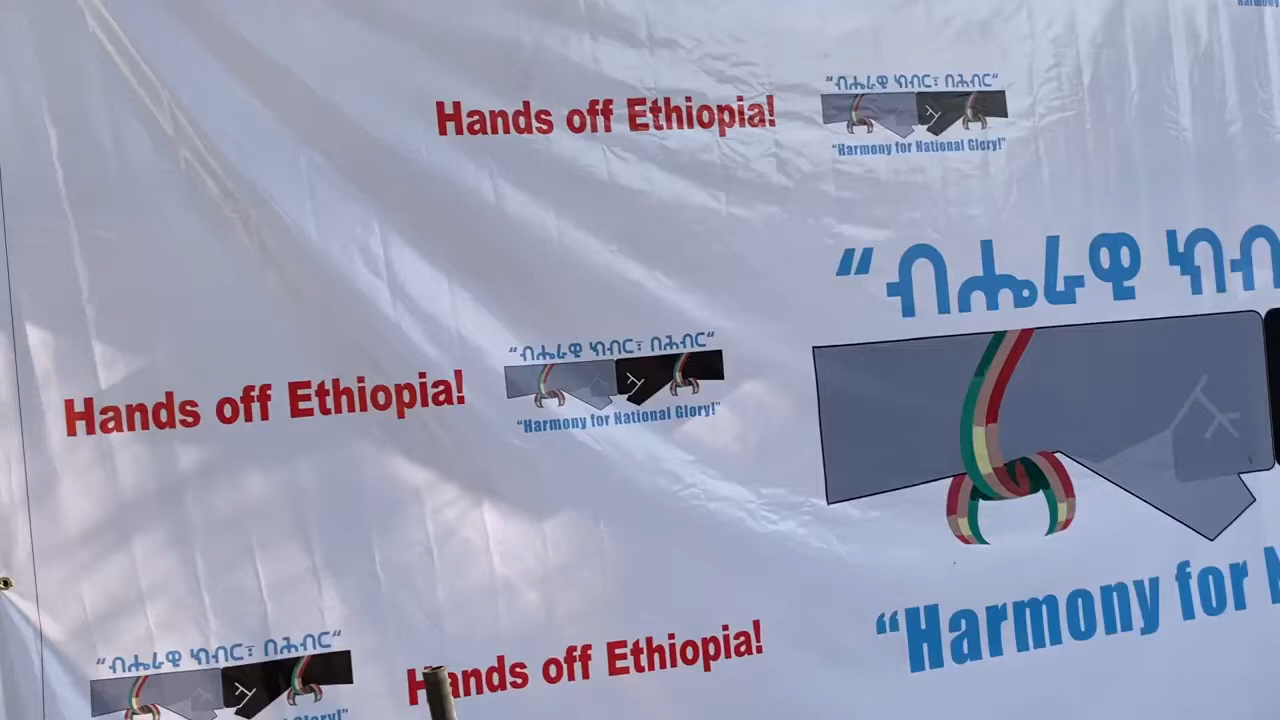 Hands off Ethiopia!
“ብሔራዊ ክብር፣ በሕብር“
“Harmony for National Glory!”
“ብሔራዊ ክብ
“ብሔራዊ ክብር፣ በሕብር“
Hands off Ethiopia!
“Harmony for National Glory!”
“Harmony for
“ብሔራዊ ክብር፣ በሕብር“
Hands off Ethiopia!
Glory!”